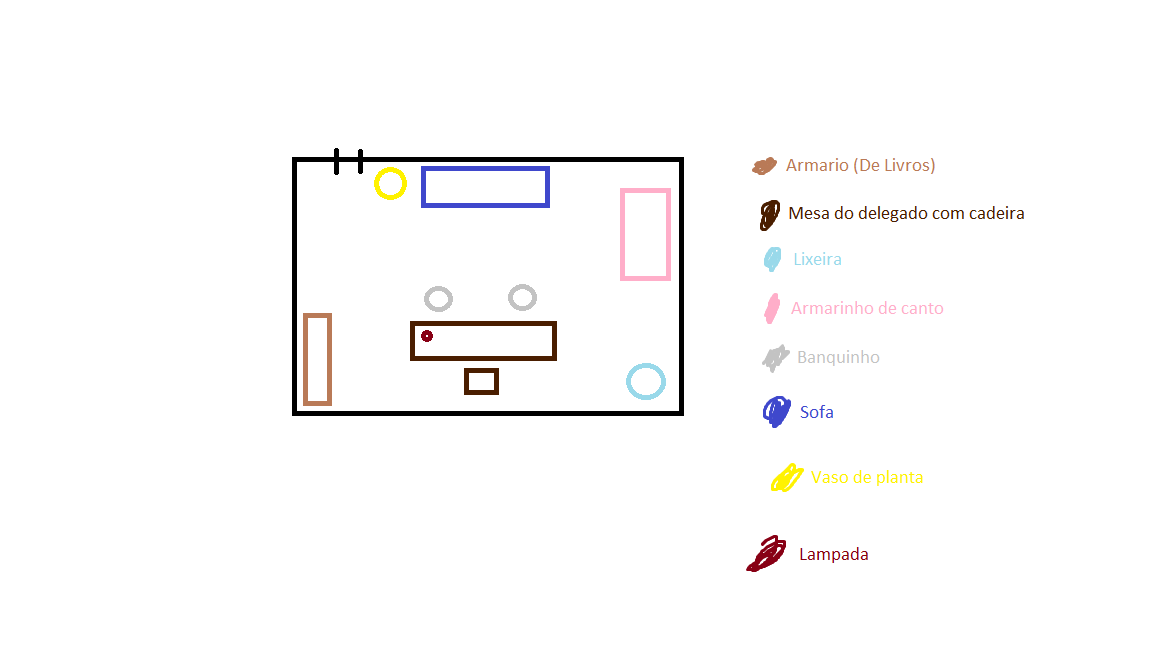 Armario (De Livros)
Mesa do delegado com cadeira
Lixeira
Armarinho de canto
Banquinho
Sofa
Vaso de planta
Lampada